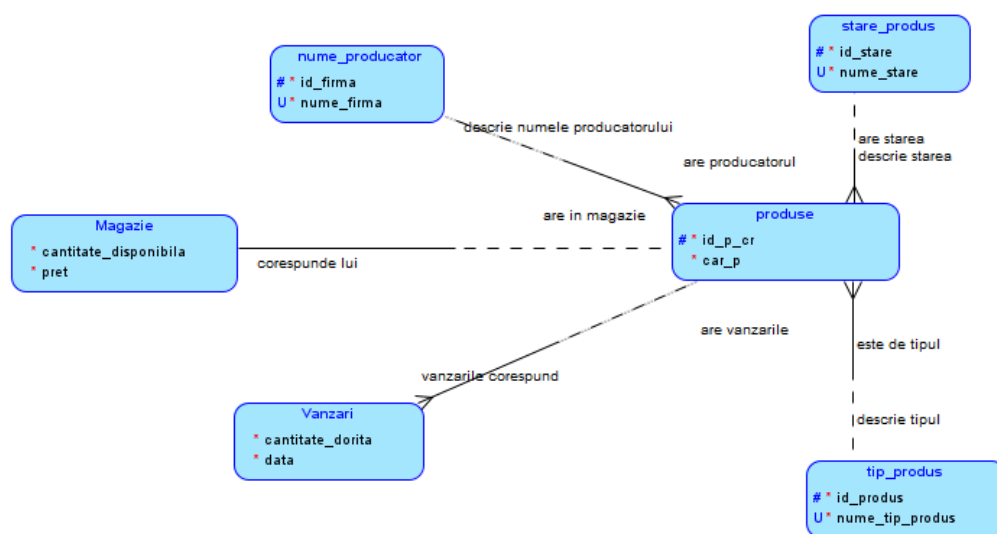 stare_produs
# * id_stare
U * nume_stare
nume_producator
# * id_firma
U * nume_firma
descrie numele producatorului
are starea
descrie starea
are producatorul
Magazie
* cantitate_disponibila
* pret
are in magazie
corespunde lui
produse
# * id_p_cr
* car_p
are vanzarile
este de tipul
vanzarile corespund
Vanzari
* cantitate_dorita
* data
descrie tipul
tip_produs
# * id_produs
U * nume_tip_produs